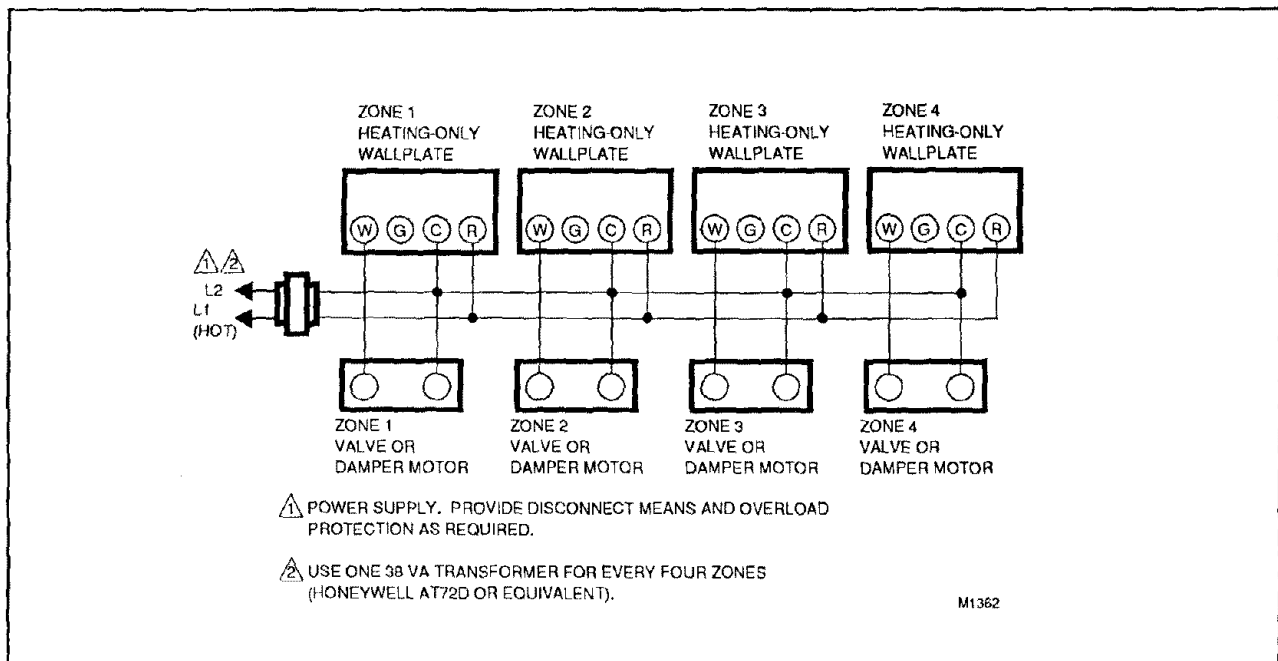 ZONE 1
HEATING-ONLY
WALLPLATE
ZONE 2
HEATING-ONLY
WALLPLATE
ZONE 3
HEATING-ONLY
WALLPLATE
ZONE 4
HEATING-ONLY
WALLPLATE
W G C R
W G C R
W G C R
W G C R
1 2
L2
L1
(HOT)
ZONE 1
VALVE OR
DAMPER MOTOR
ZONE 2
VALVE OR
DAMPER MOTOR
ZONE 3
VALVE OR
DAMPER MOTOR
ZONE 4
VALVE OR
DAMPER MOTOR
1 POWER SUPPLY. PROVIDE DISCONNECT MEANS AND OVERLOAD
PROTECTION AS REQUIRED.
2 USE ONE 38 VA TRANSFORMER FOR EVERY FOUR ZONES
(HONEYWELL AT72D OR EQUIVALENT).
M1362